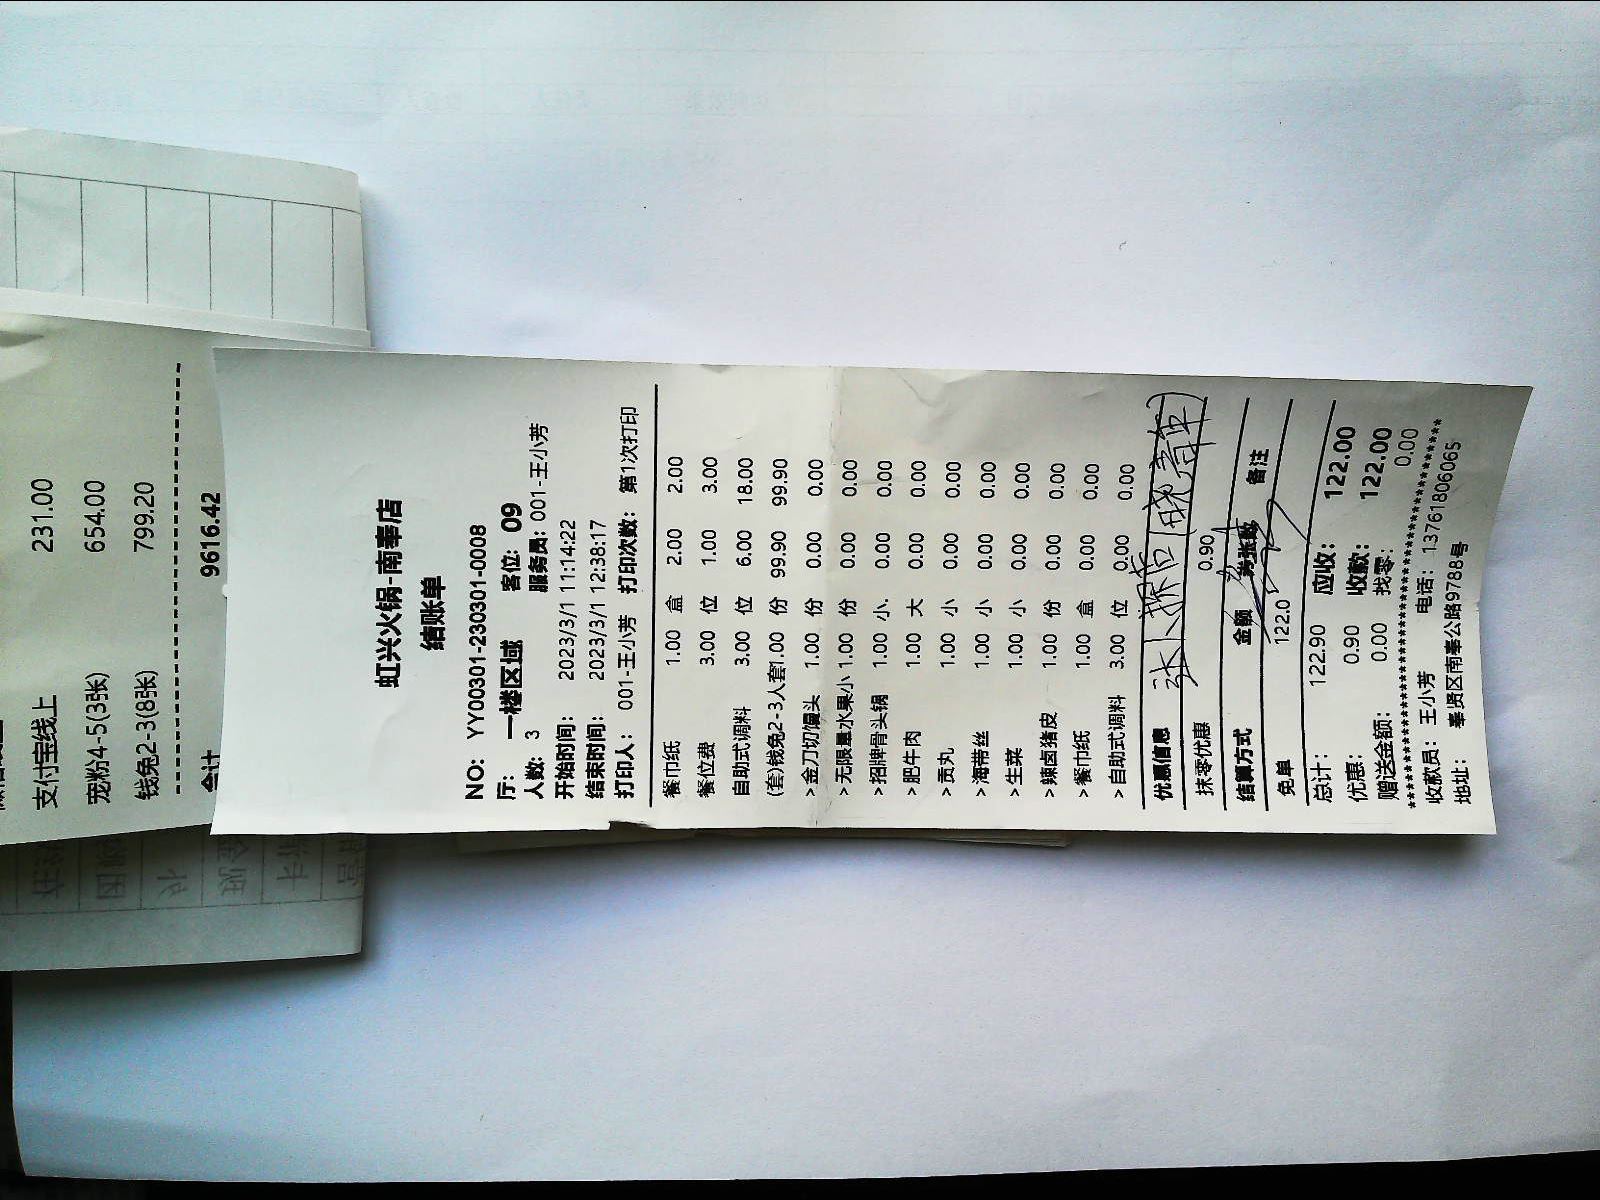 支付宝线上 231.00
宠粉4-5(3张) 654.00
钱兔2-3(8张) 799.20
合计 9616.42
虹兴火锅-南奉店
结账单
NO: YY00301-230301-0008
厅: 一楼区域 客位: 09
人数: 3 服务员: 001-王小芳
开始时间: 2023/3/1 11:14:22
结束时间: 2023/3/1 12:38:17
打印人: 001-王小芳 打印次数: 第1次打印
餐巾纸 1.00 盒 2.00 2.00
餐位费 3.00 位 1.00 3.00
自助式调料 3.00 位 6.00 18.00
(套)钱兔2-3人套1.00 份 99.90 99.90
>金刀切馒头 1.00 份 0.00 0.00
>无限量水果小 1.00 份 0.00 0.00
>招牌骨头锅 1.00 小. 0.00 0.00
>肥牛肉 1.00 大 0.00 0.00
>贡丸 1.00 小 0.00 0.00
>海带丝 1.00 小 0.00 0.00
>生菜 1.00 小 0.00 0.00
>辣卤猪皮 1.00 份 0.00 0.00
>餐巾纸 1.00 盒 0.00 0.00
>自助式调料 3.00 位 0.00 0.00
优惠信息
抹零优惠 0.90
结算方式 金额 券张数 备注
免单 122.0
总计: 122.90 应收: 122.00
优惠: 0.90 收款: 122.00
赠送金额: 0.00 找零: 0.00
收款员: 王小芳 电话: 13761806065
地址: 奉贤区南奉公路9788号